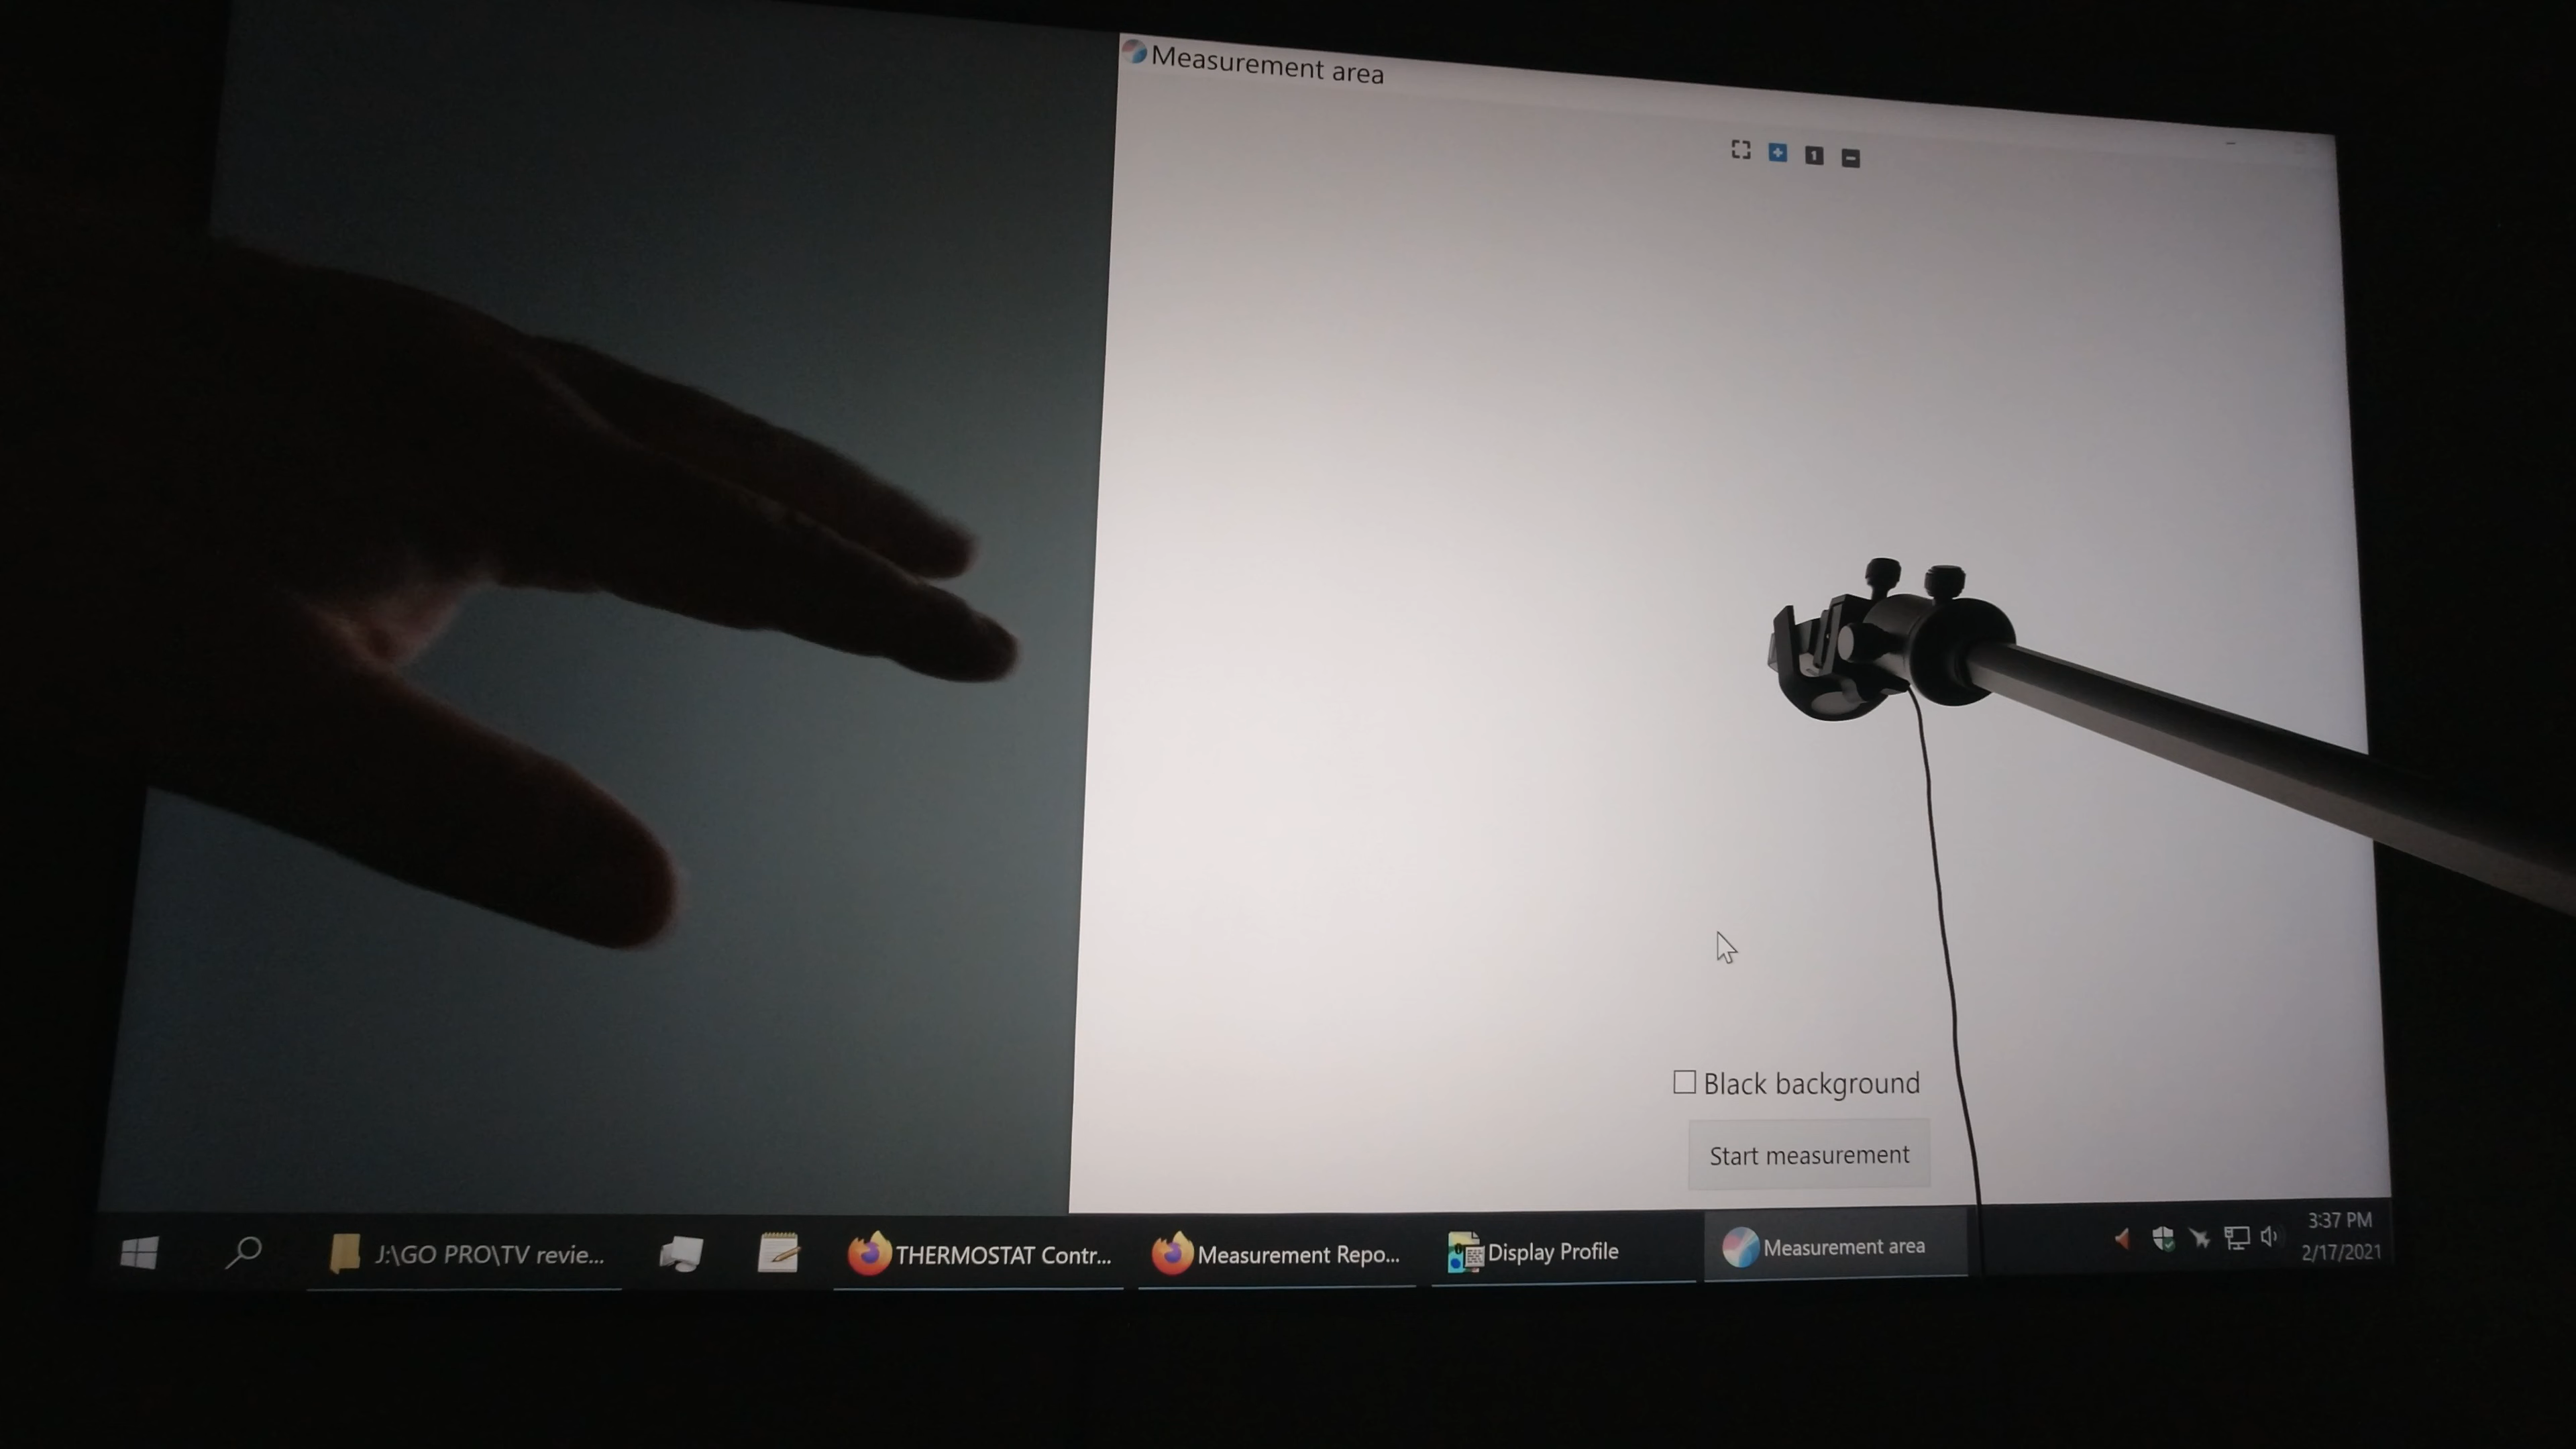 Measurement area
1
Black background
Start measurement
J:\GO PRO\TV revie...
THERMOSTAT Contr...
Measurement Repo...
Display Profile
Measurement area
3:37 PM
2/17/2021